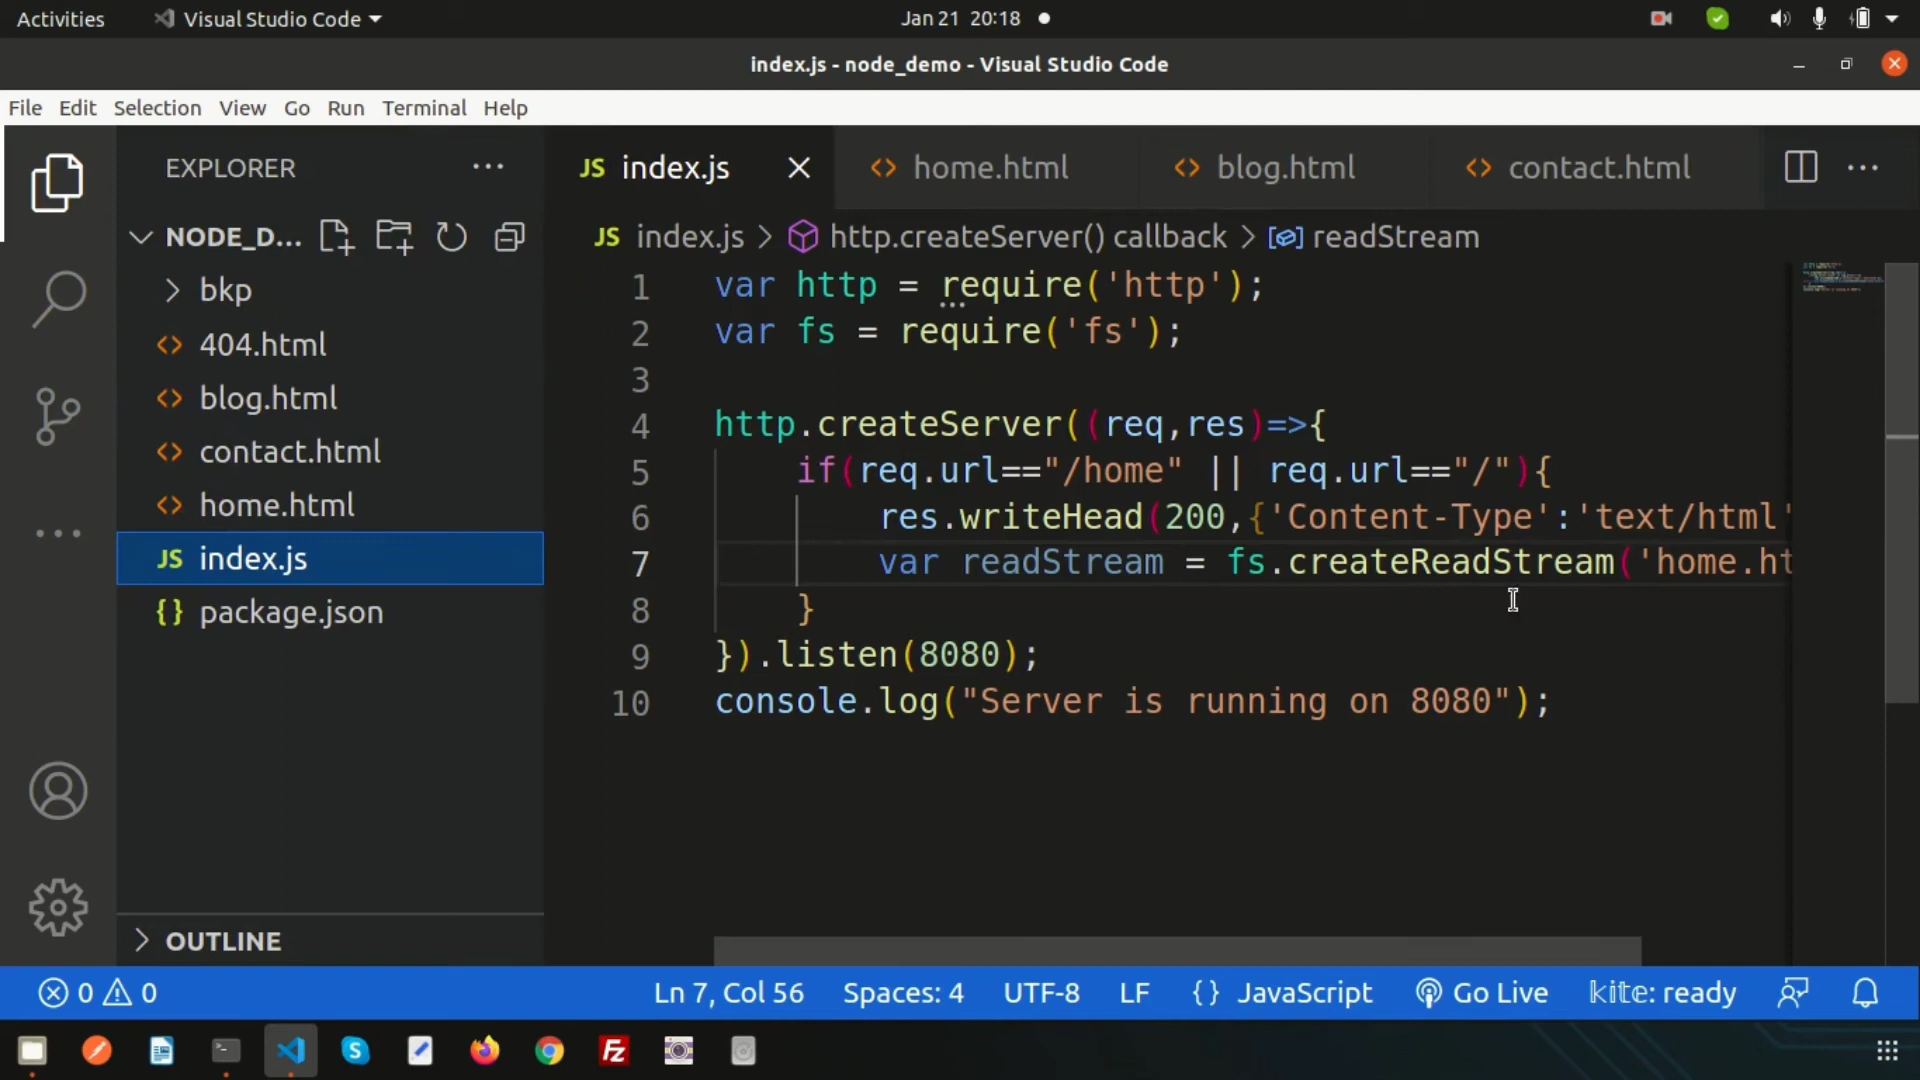 Activities Visual Studio Code Jan 21 20:18
index.js - node_demo - Visual Studio Code
File Edit Selection View Go Run Terminal Help
EXPLORER ···
JS index.js home.html blog.html contact.html ···
NODE_D...
JS index.js > http.createServer() callback > readStream
bkp
404.html
blog.html
contact.html
home.html
JS index.js
{} package.json
OUTLINE
1 var http = require('http');
2 var fs = require('fs');
3
4 http.createServer((req,res)=>{
5 if(req.url=="/home" || req.url=="/"){
6 res.writeHead(200,{'Content-Type':'text/html'
7 var readStream = fs.createReadStream('home.ht
8 }
9 }).listen(8080);
10 console.log("Server is running on 8080");
0 0 Ln 7, Col 56 Spaces: 4 UTF-8 LF {} JavaScript Go Live kite: ready
S Fz